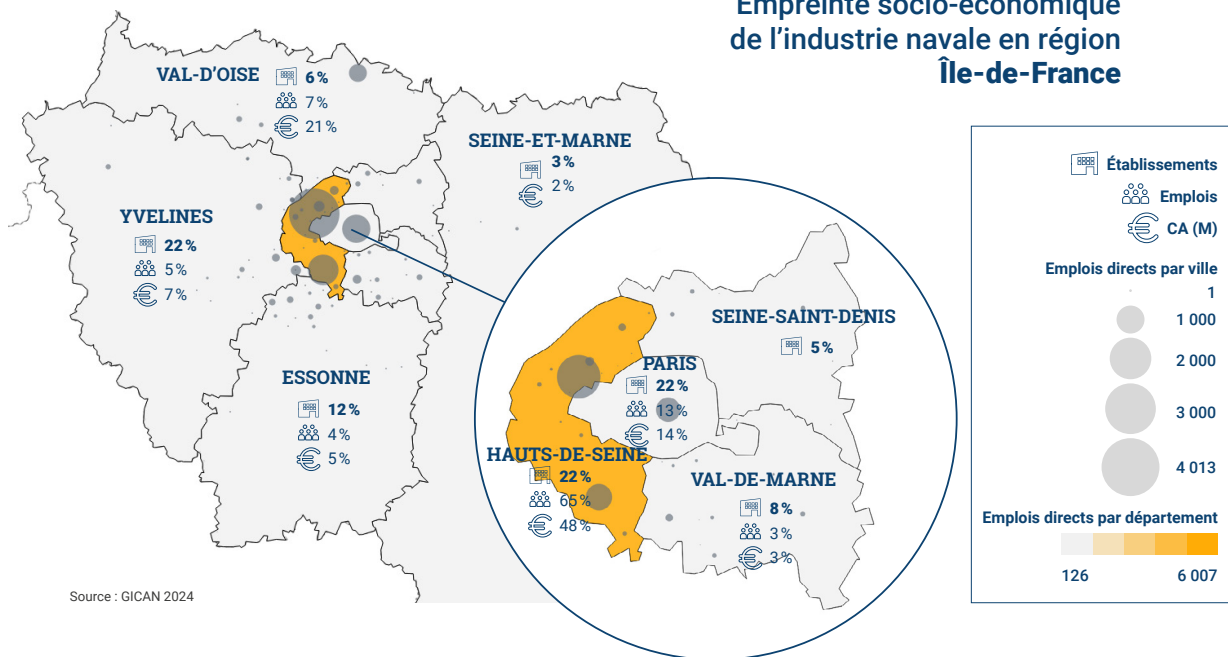 Empreinte socio-économique
de l'industrie navale en région
Île-de-France
VAL-D'OISE
6 %
7 %
21 %
SEINE-ET-MARNE
3 %
2 %
YVELINES
22 %
5 %
7 %
ESSONNE
12 %
4 %
5 %
SEINE-SAINT-DENIS
5 %
PARIS
22 %
13 %
14 %
HAUTS-DE-SEINE
22 %
65 %
48 %
VAL-DE-MARNE
8 %
3 %
3 %
Établissements
Emplois
CA (M)
Emplois directs par ville
1
1 000
2 000
3 000
4 013
Emplois directs par département
126 6 007
Source : GICAN 2024